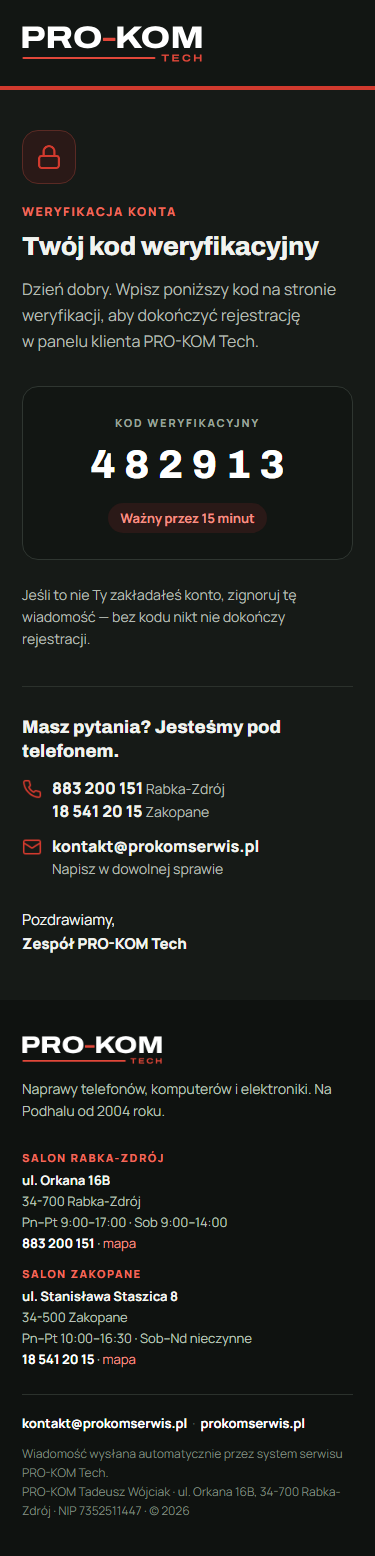 PRO-KOM
TECH
WERYFIKACJA KONTA
Twój kod weryfikacyjny
Dzień dobry. Wpisz poniższy kod na stronie
weryfikacji, aby dokończyć rejestrację
w panelu klienta PRO-KOM Tech.
KOD WERYFIKACYJNY
482913
Ważny przez 15 minut
Jeśli to nie Ty zakładałeś konto, zignoruj tę
wiadomość — bez kodu nikt nie dokończy
rejestracji.
Masz pytania? Jesteśmy pod
telefonem.
883 200 151 Rabka-Zdrój
18 541 20 15 Zakopane
kontakt@prokomserwis.pl
Napisz w dowolnej sprawie
Pozdrawiamy,
Zespół PRO-KOM Tech
PRO-KOM
TECH
Naprawy telefonów, komputerów i elektroniki. Na
Podhalu od 2004 roku.
SALON RABKA-ZDRÓJ
ul. Orkana 16B
34-700 Rabka-Zdrój
Pn–Pt 9:00–17:00 · Sob 9:00–14:00
883 200 151 · mapa
SALON ZAKOPANE
ul. Stanisława Staszica 8
34-500 Zakopane
Pn–Pt 10:00–16:30 · Sob–Nd nieczynne
18 541 20 15 · mapa
kontakt@prokomserwis.pl · prokomserwis.pl
Wiadomość wysłana automatycznie przez system serwisu
PRO-KOM Tech.
PRO-KOM Tadeusz Wójciak · ul. Orkana 16B, 34-700 Rabka-
Zdrój · NIP 7352511447 · © 2026